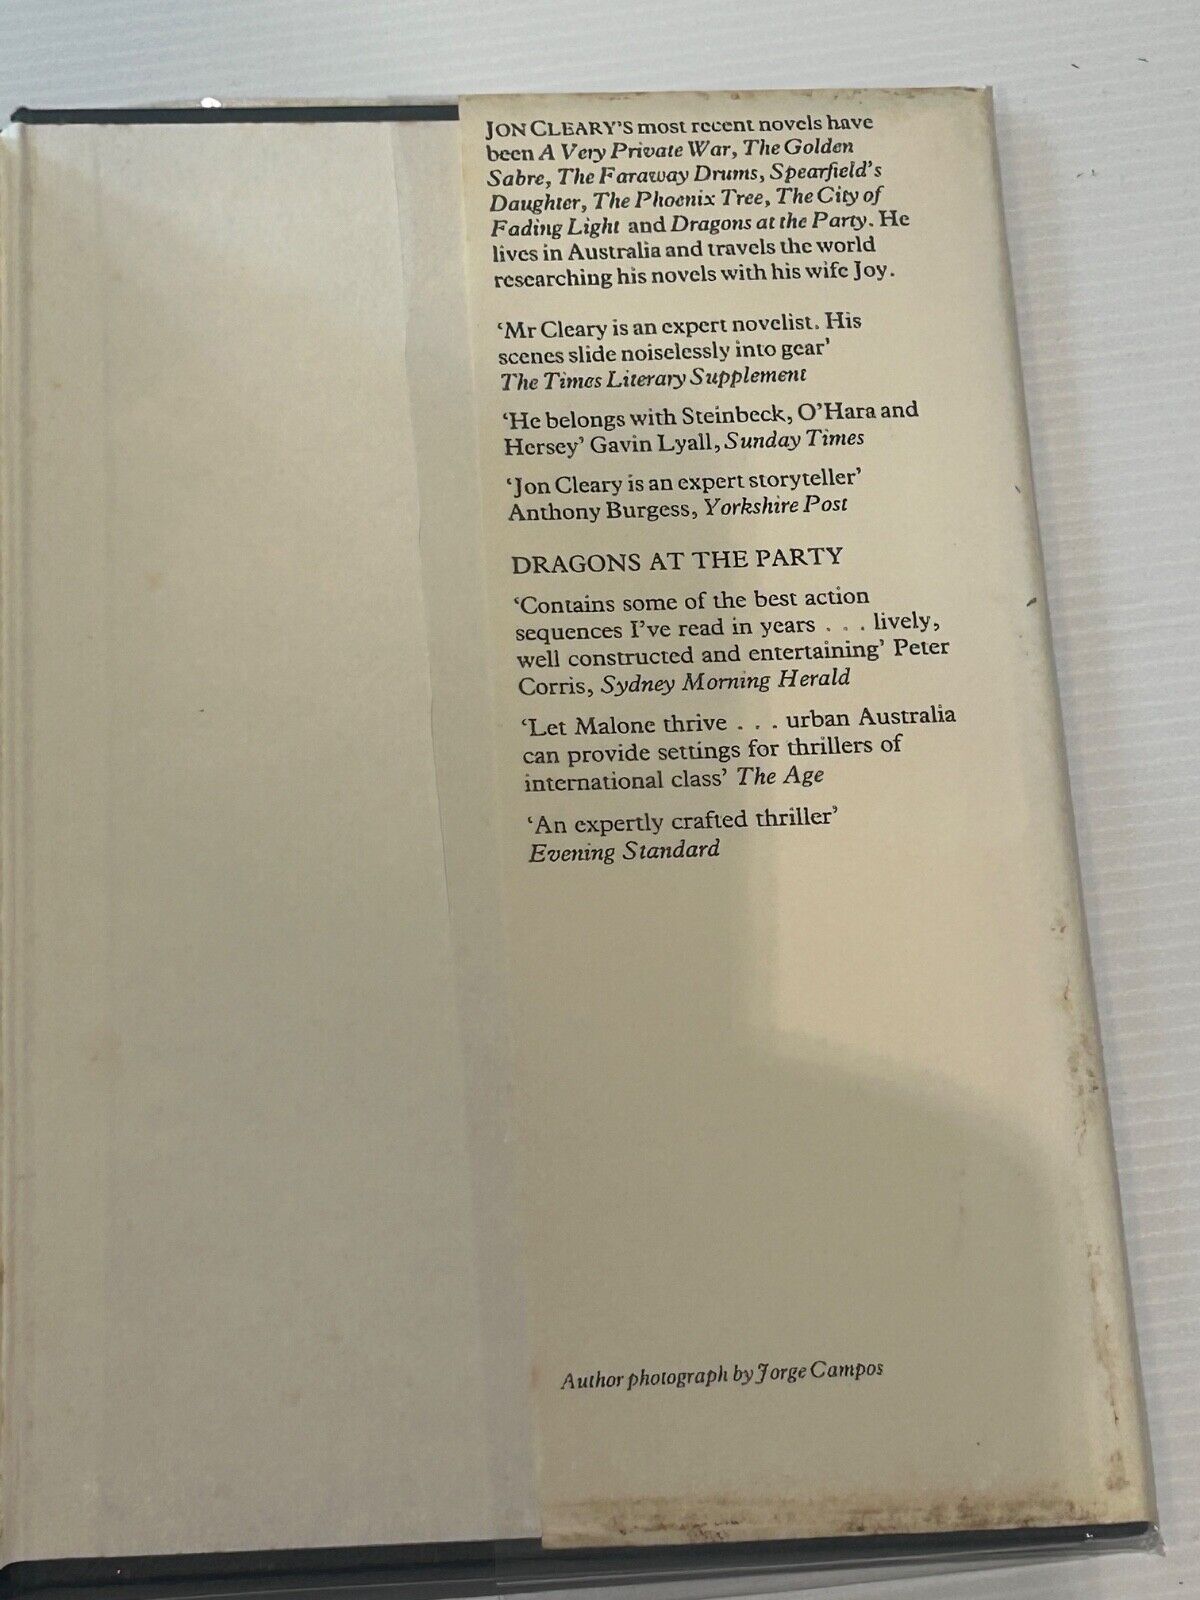 JON CLEARY'S most recent novels have
been A Very Private War, The Golden
Sabre, The Faraway Drums, Spearfield's
Daughter, The Phoenix Tree, The City of
Fading Light and Dragons at the Party. He
lives in Australia and travels the world
researching his novels with his wife Joy.
'Mr Cleary is an expert novelist. His
scenes slide noiselessly into gear'
The Times Literary Supplement
'He belongs with Steinbeck, O'Hara and
Hersey' Gavin Lyall, Sunday Times
'Jon Cleary is an expert storyteller'
Anthony Burgess, Yorkshire Post
DRAGONS AT THE PARTY
'Contains some of the best action
sequences I've read in years . . . lively,
well constructed and entertaining' Peter
Corris, Sydney Morning Herald
'Let Malone thrive . . . urban Australia
can provide settings for thrillers of
international class' The Age
'An expertly crafted thriller'
Evening Standard
Author photograph by Jorge Campos